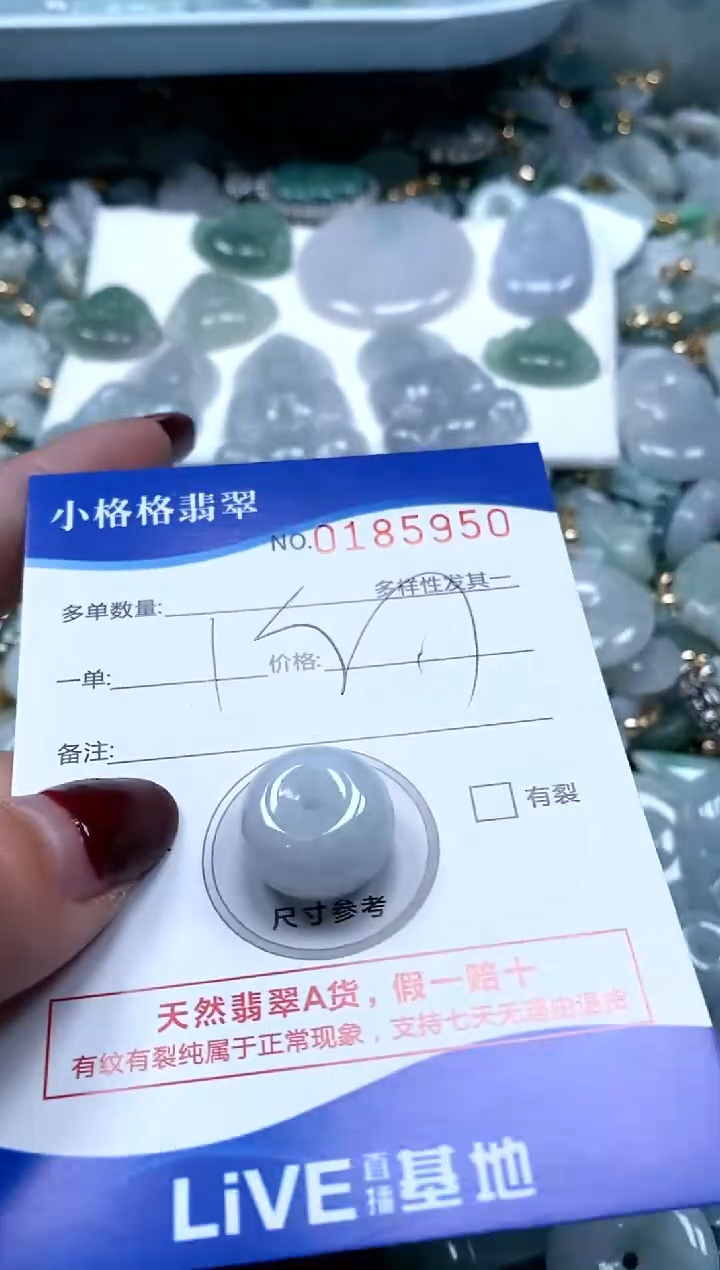 小格格翡翠
NO.0185950
多单数量:
多样性发其一
一单:
价格:
备注:
有裂
尺寸参考
天然翡翠A货，假一赔十
有纹有裂纯属于正常现象，支持七天无理由退货
LiVE直播基地